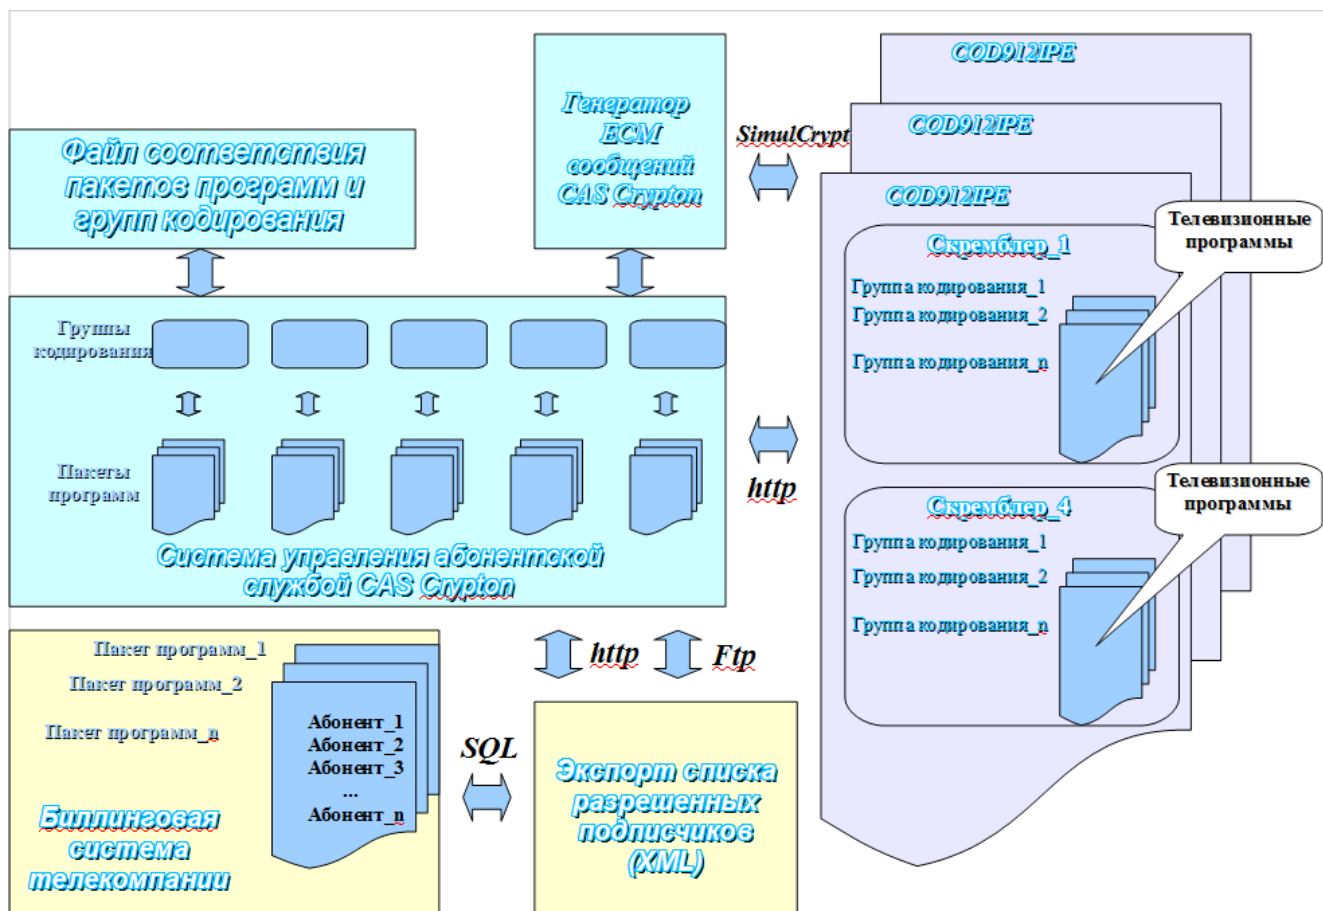 Файл соответствия
пакетов программ и
групп кодирования
Генератор
ECM
сообщений
CAS Crypton
SimulCrypt
COD912IPE
COD912IPE
COD912IPE
Скремблер_1
Группа кодирования_1
Группа кодирования_2
Группа кодирования_n
Телевизионные
программы
Группы
кодирования
Пакеты
программ
Система управления абонентской
службой CAS Crypton
http
Скремблер_4
Группа кодирования_1
Группа кодирования_2
Группа кодирования_n
Телевизионные
программы
http
Ftp
Пакет программ_1
Пакет программ_2
Пакет программ_n
Абонент_1
Абонент_2
Абонент_3
...
Абонент_n
Биллинговая
система
телекомпании
SQL
Экспорт списка
разрешенных
подписчиков
(XML)